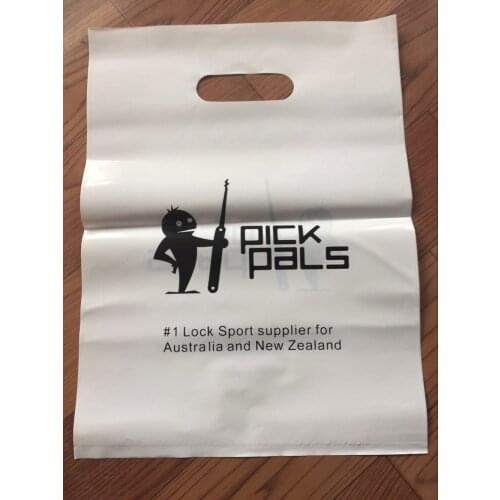 pick
pals
#1 Lock Sport supplier for
Australia and New Zealand